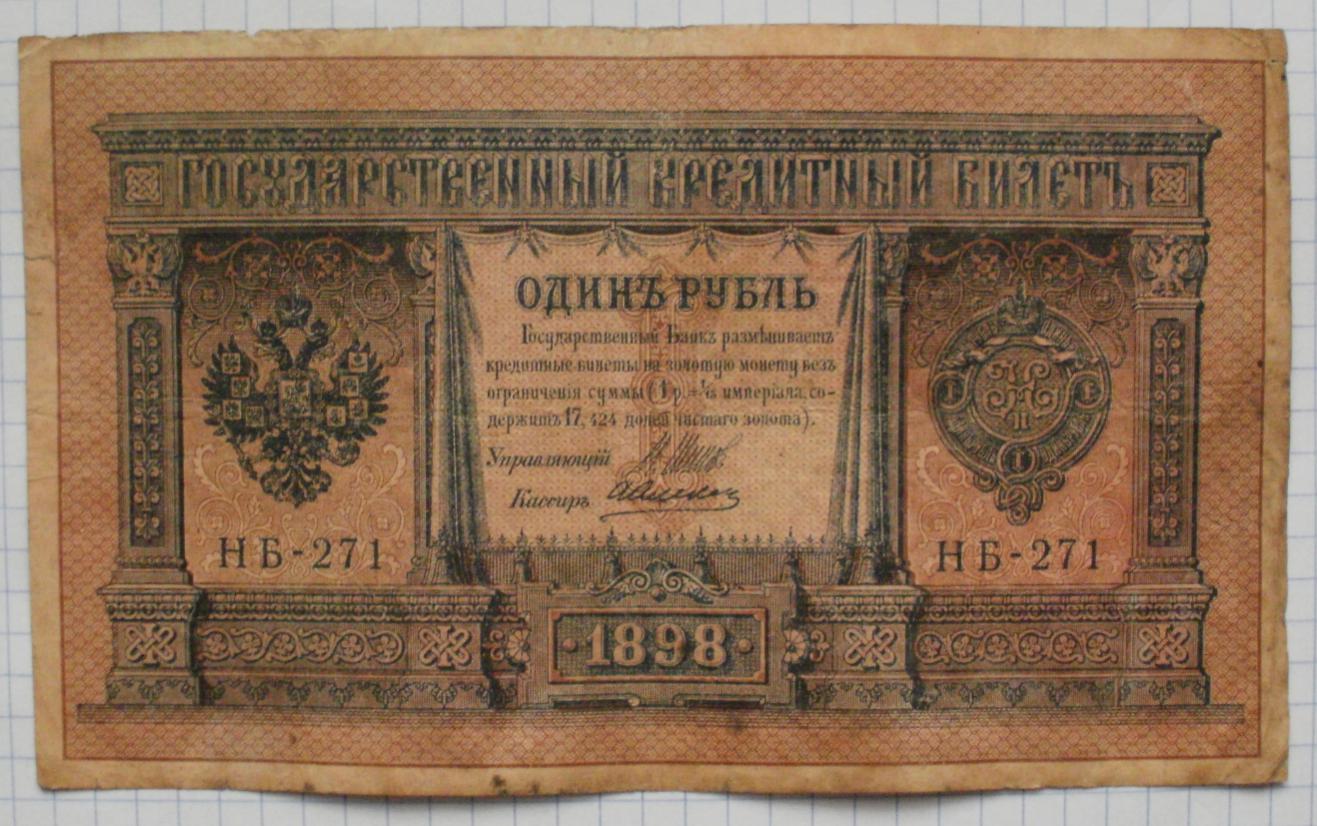 ГОСУДАРСТВЕННЫЙ КРЕДИТНЫЙ БИЛЕТЪ
ОДИНЪ РУБЛЬ
Государственный Банкъ размѣниваетъ
кредитные билеты на золотую монету безъ
ограниченія суммы (1 р. = 1/15 имперіала, со-
держитъ 17,424 долей чистаго золота).
Управляющій
Кассиръ
НБ-271
НБ-271
1898